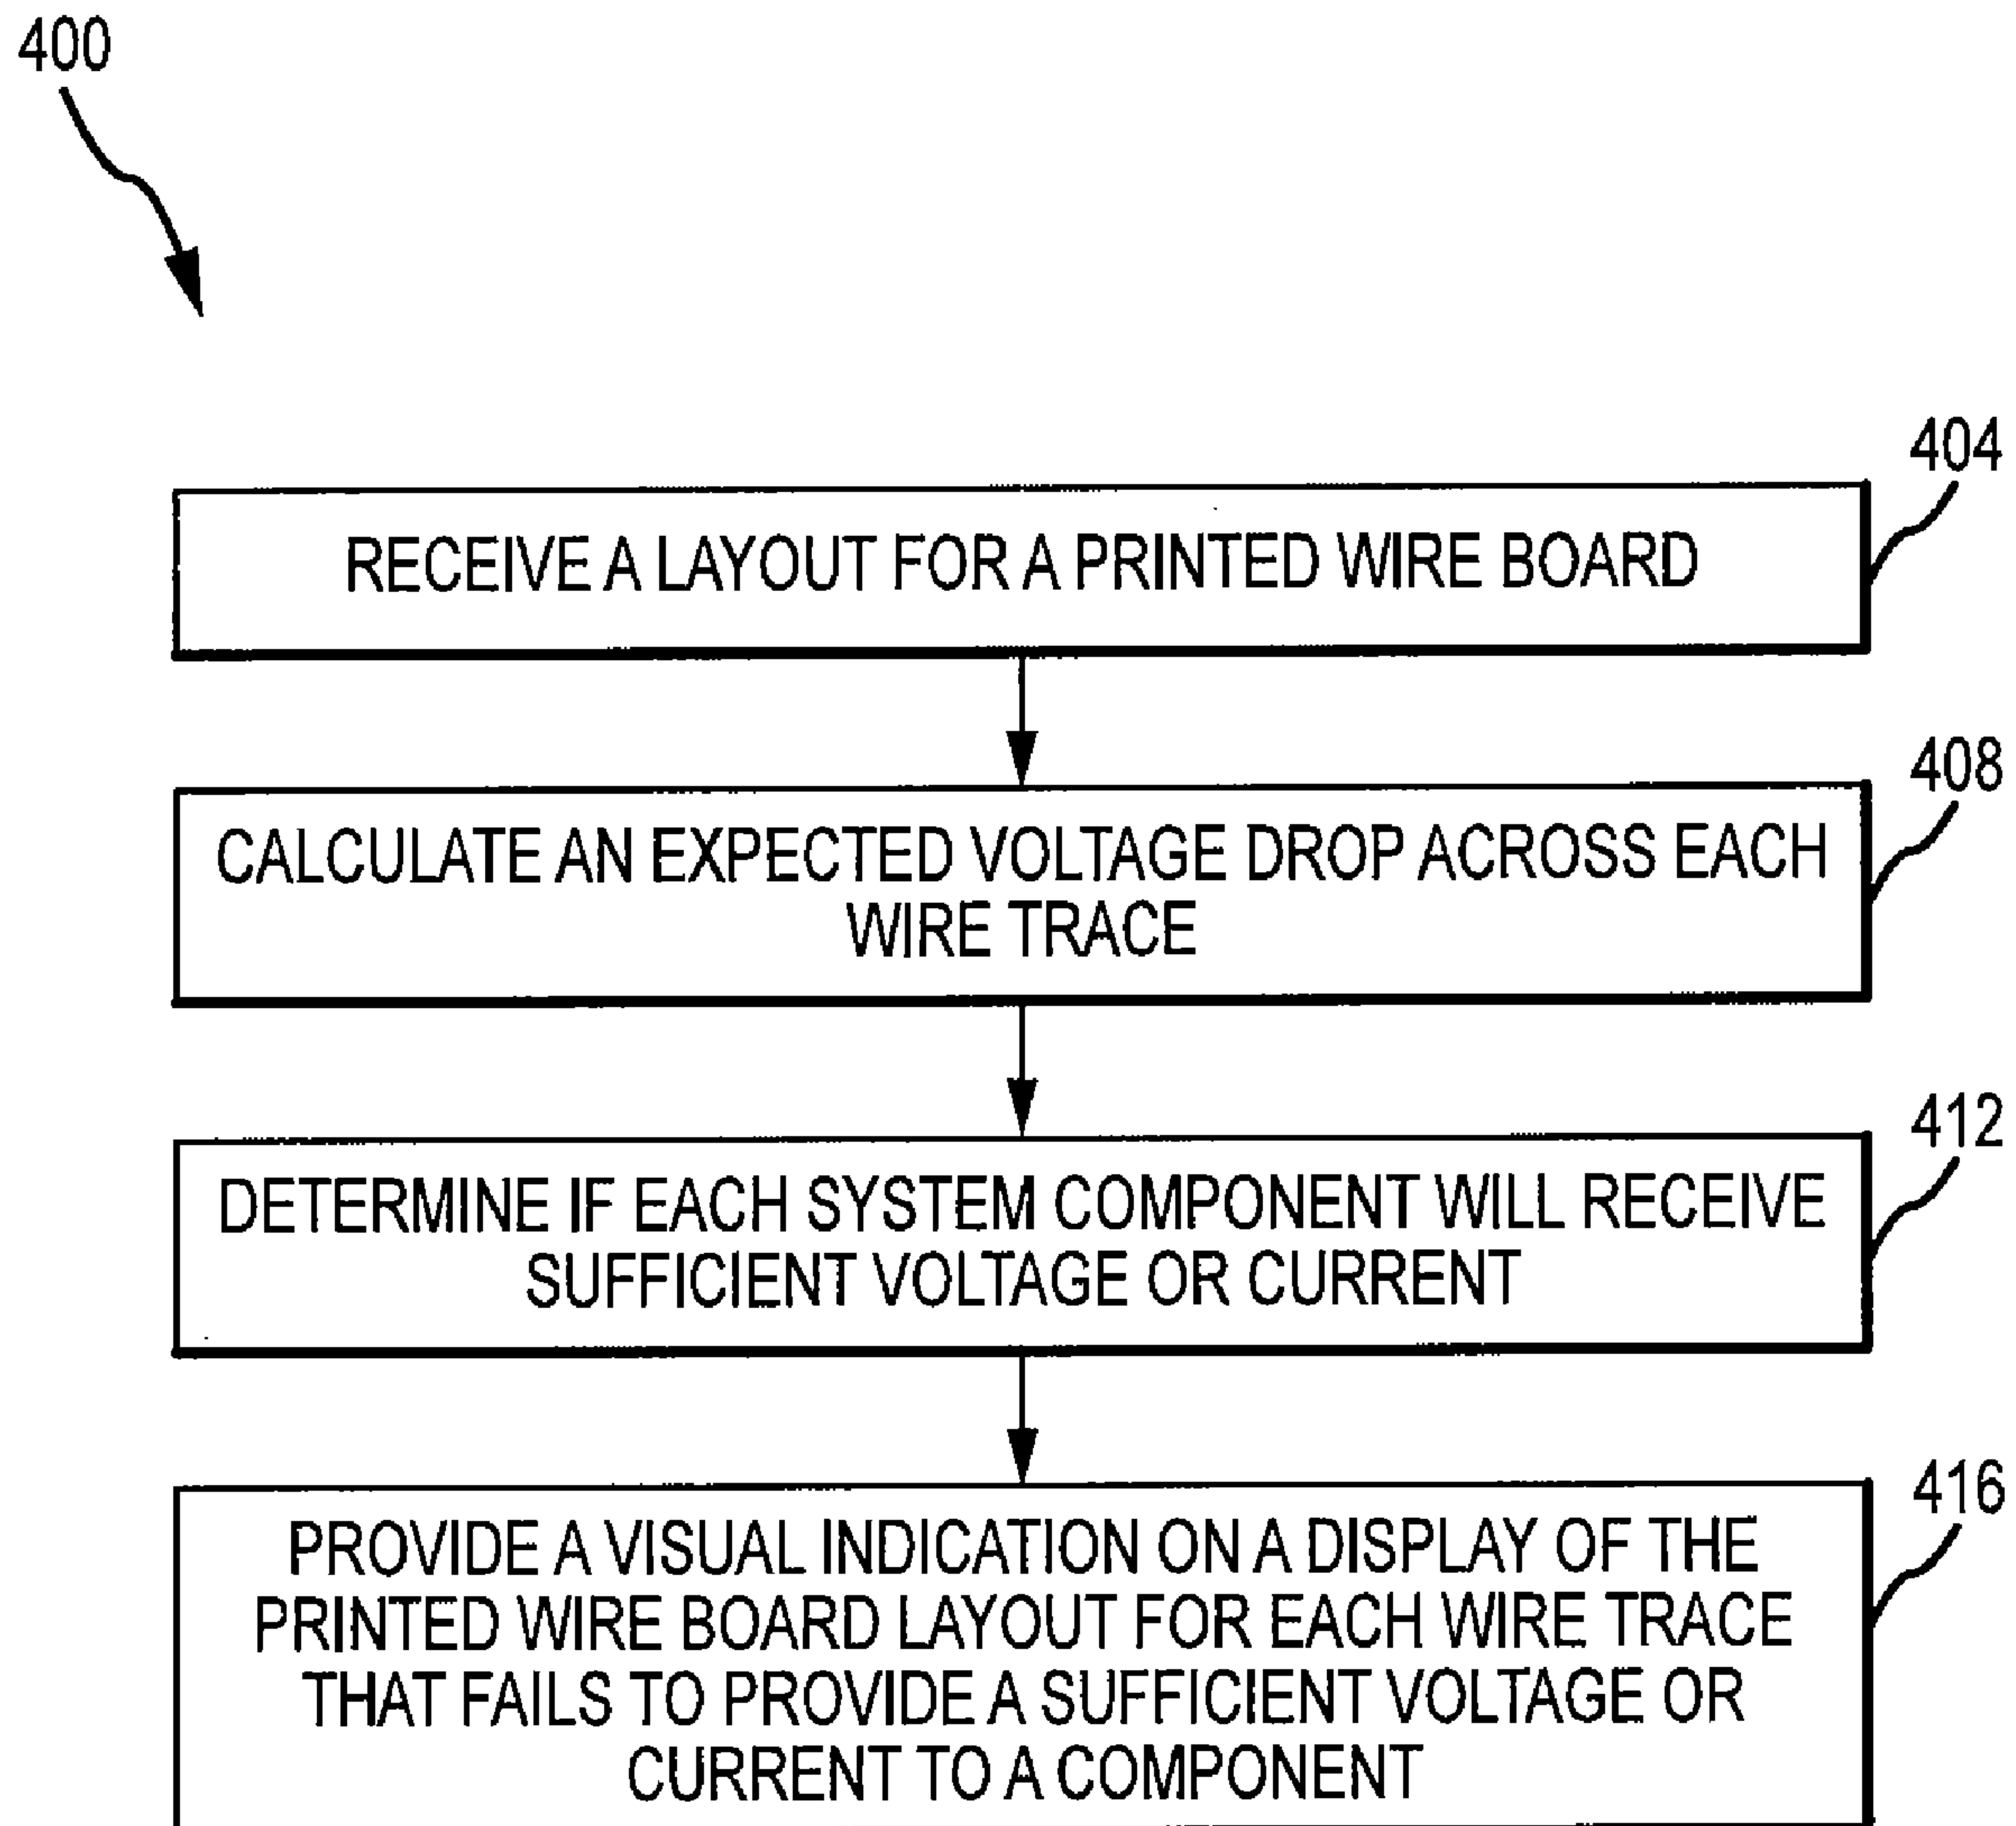 400
404
RECEIVE A LAYOUT FOR A PRINTED WIRE BOARD
408
CALCULATE AN EXPECTED VOLTAGE DROP ACROSS EACH
WIRE TRACE
412
DETERMINE IF EACH SYSTEM COMPONENT WILL RECEIVE
SUFFICIENT VOLTAGE OR CURRENT
416
PROVIDE A VISUAL INDICATION ON A DISPLAY OF THE
PRINTED WIRE BOARD LAYOUT FOR EACH WIRE TRACE
THAT FAILS TO PROVIDE A SUFFICIENT VOLTAGE OR
CURRENT TO A COMPONENT